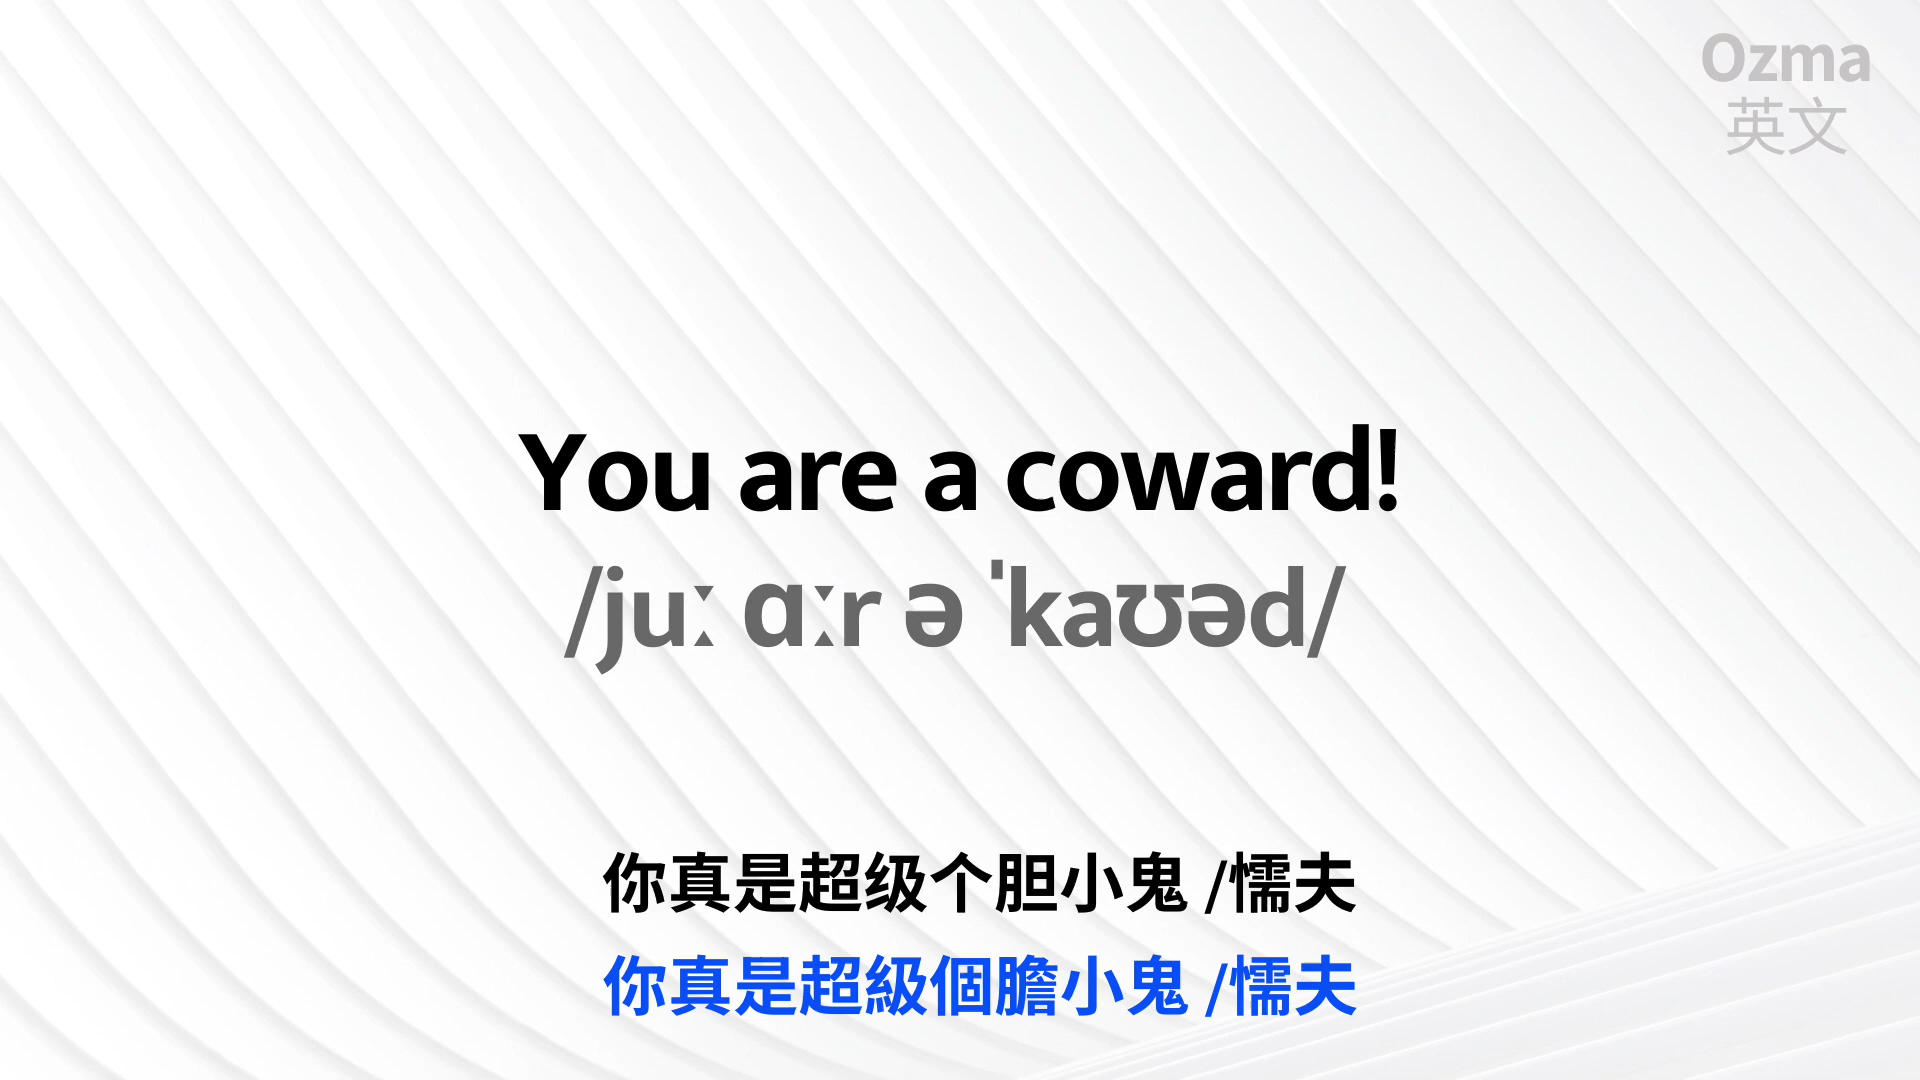 Ozma
英文
You are a coward!
/juː ɑːr ə ˈkaʊəd/
你真是超级个胆小鬼 /懦夫
你真是超級個膽小鬼 /懦夫